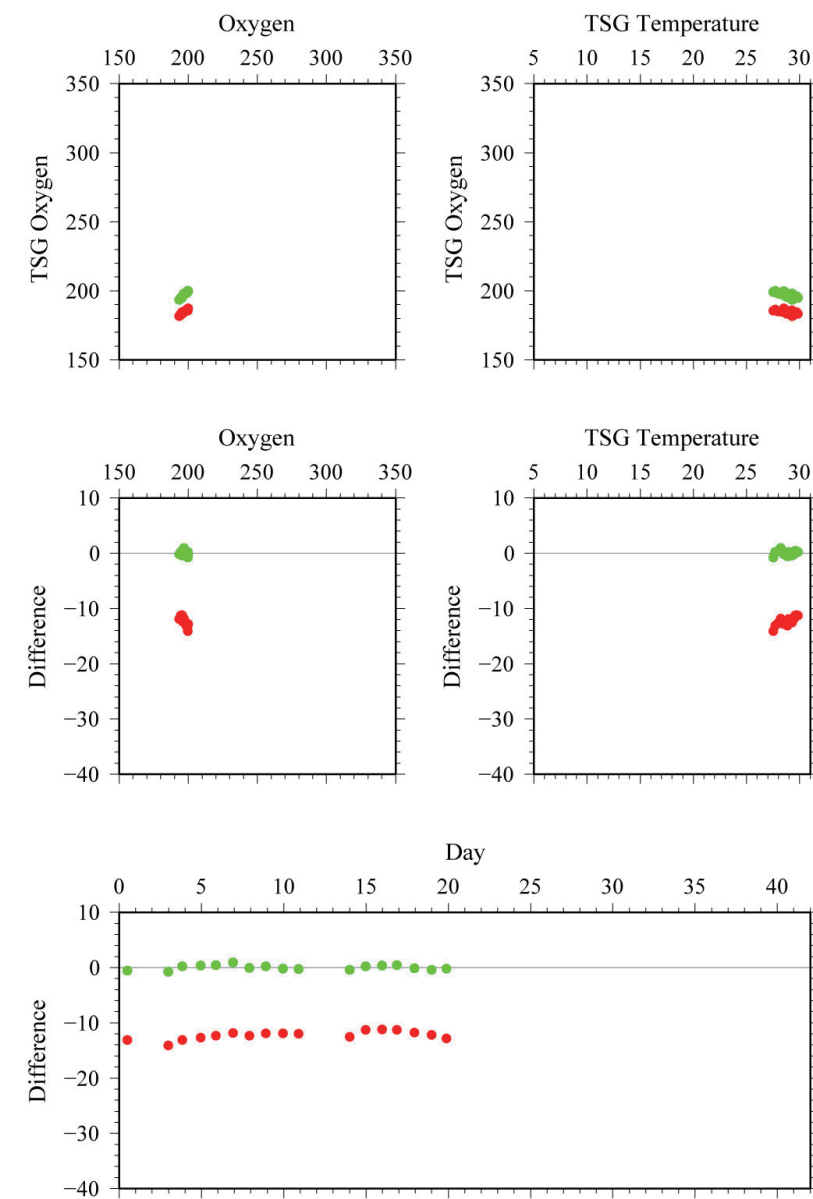 Oxygen TSG Temperature
150 200 250 300 350 5 10 15 20 25 30
350 350
300 300
250 250
200 200
150 150
TSG Oxygen TSG Oxygen
Oxygen TSG Temperature
150 200 250 300 350 5 10 15 20 25 30
10 10
0 0
−10 −10
−20 −20
−30 −30
−40 −40
Difference Difference
Day
0 5 10 15 20 25 30 35 40
10
0
−10
−20
−30
−40
Difference